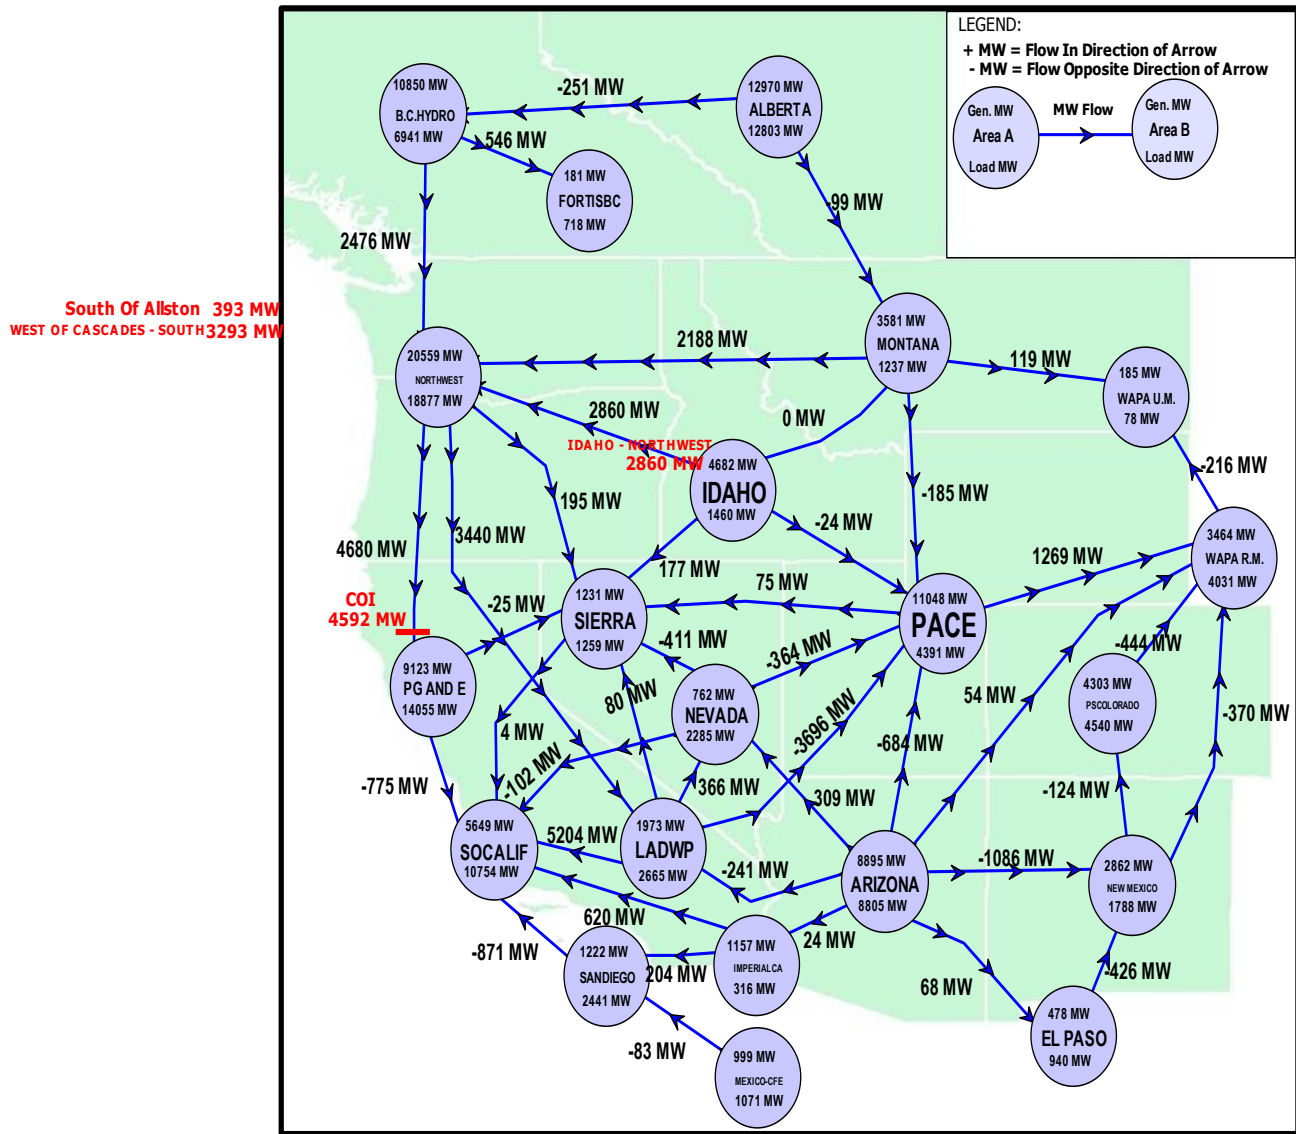 LEGEND:
+ MW = Flow In Direction of Arrow
- MW = Flow Opposite Direction of Arrow
Gen. MW
Area A
Load MW
MW Flow
Gen. MW
Area B
Load MW
10850 MW
B.C.HYDRO
6941 MW
-251 MW
12970 MW
ALBERTA
12803 MW
546 MW
181 MW
FORTISBC
718 MW
-99 MW
2476 MW
South Of Allston 393 MW
WEST OF CASCADES - SOUTH 3293 MW
20559 MW
NORTHWEST
18877 MW
2188 MW
3581 MW
MONTANA
1237 MW
119 MW
185 MW
WAPA U.M.
78 MW
2860 MW
0 MW
IDAHO - NORTHWEST
2860 MW
4682 MW
IDAHO
1460 MW
-216 MW
-185 MW
195 MW
-24 MW
3440 MW
4680 MW
177 MW
75 MW
1269 MW
3464 MW
WAPA R.M.
4031 MW
COI
4592 MW
-25 MW
1231 MW
SIERRA
1259 MW
11048 MW
PACE
4391 MW
-411 MW
-364 MW
-444 MW
9123 MW
PG AND E
14055 MW
80 MW
762 MW
NEVADA
2285 MW
-3696 MW
54 MW
4303 MW
PSCOLORADO
4540 MW
-370 MW
4 MW
-684 MW
-102 MW
-775 MW
366 MW
309 MW
-124 MW
5649 MW
SOCALIF
10754 MW
5204 MW
1973 MW
LADWP
2665 MW
-241 MW
8895 MW
ARIZONA
8805 MW
-1086 MW
2862 MW
NEW MEXICO
1788 MW
620 MW
24 MW
-871 MW
1222 MW
SANDIEGO
2441 MW
204 MW
1157 MW
IMPERIALCA
316 MW
68 MW
-426 MW
478 MW
EL PASO
940 MW
-83 MW
999 MW
MEXICO-CFE
1071 MW